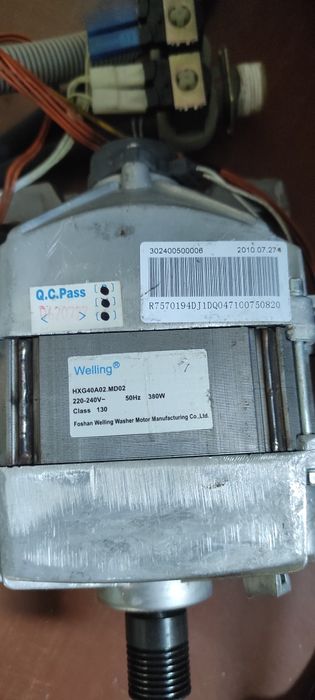 302400500006 2010.07.27
R7570194DJ1DQ047100750820
Q.C.Pass
Welling®
HXG40A02.MD02
220-240V~ 50Hz 380W
Class 130
Foshan Welling Washer Motor Manufacturing Co.,Ltd.